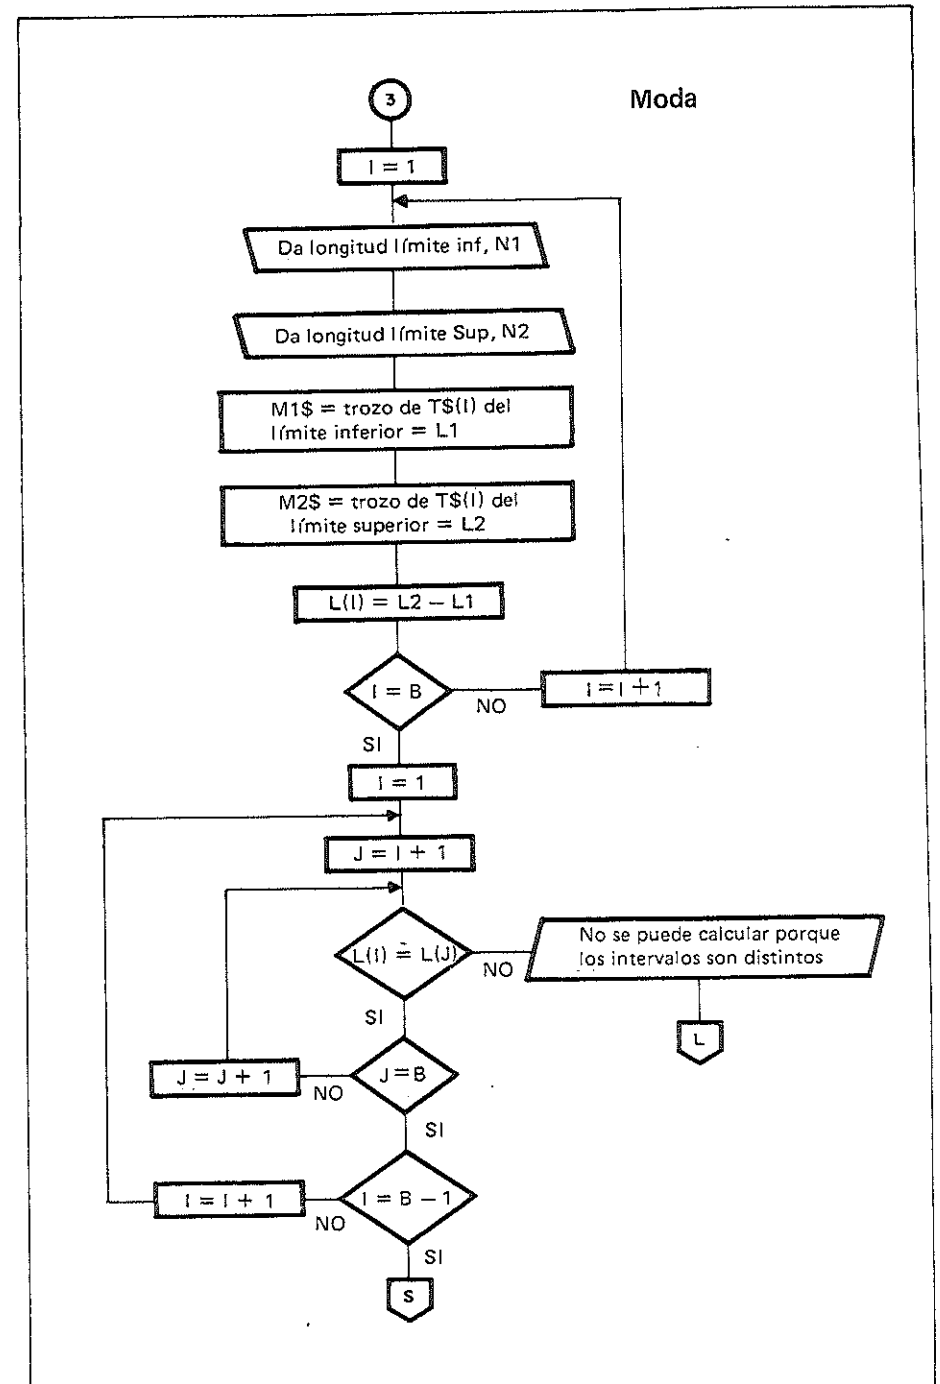 3
Moda
I = 1
Da longitud límite inf, N1
Da longitud límite Sup, N2
M1$ = trozo de T$(I) del
límite inferior = L1
M2$ = trozo de T$(I) del
límite superior = L2
L(I) = L2 – L1
I = B
NO
I = I + 1
SI
I = 1
J = I + 1
L(I) = L(J)
NO
No se puede calcular porque
los intervalos son distintos
SI
L
J = J + 1
NO
J = B
SI
I = I + 1
NO
I = B – 1
SI
S